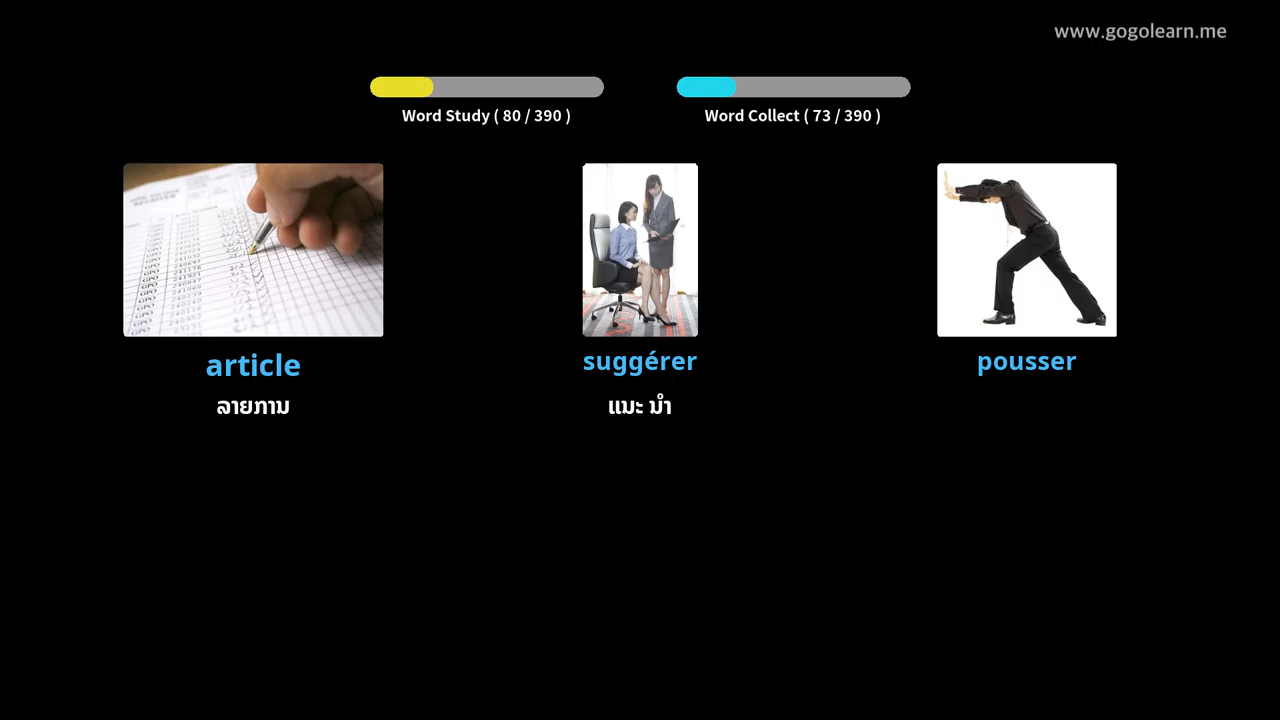 www.gogolearn.me
Word Study ( 80 / 390 )
Word Collect ( 73 / 390 )
article
ລາຍການ
suggérer
ແນະ ນຳ
pousser